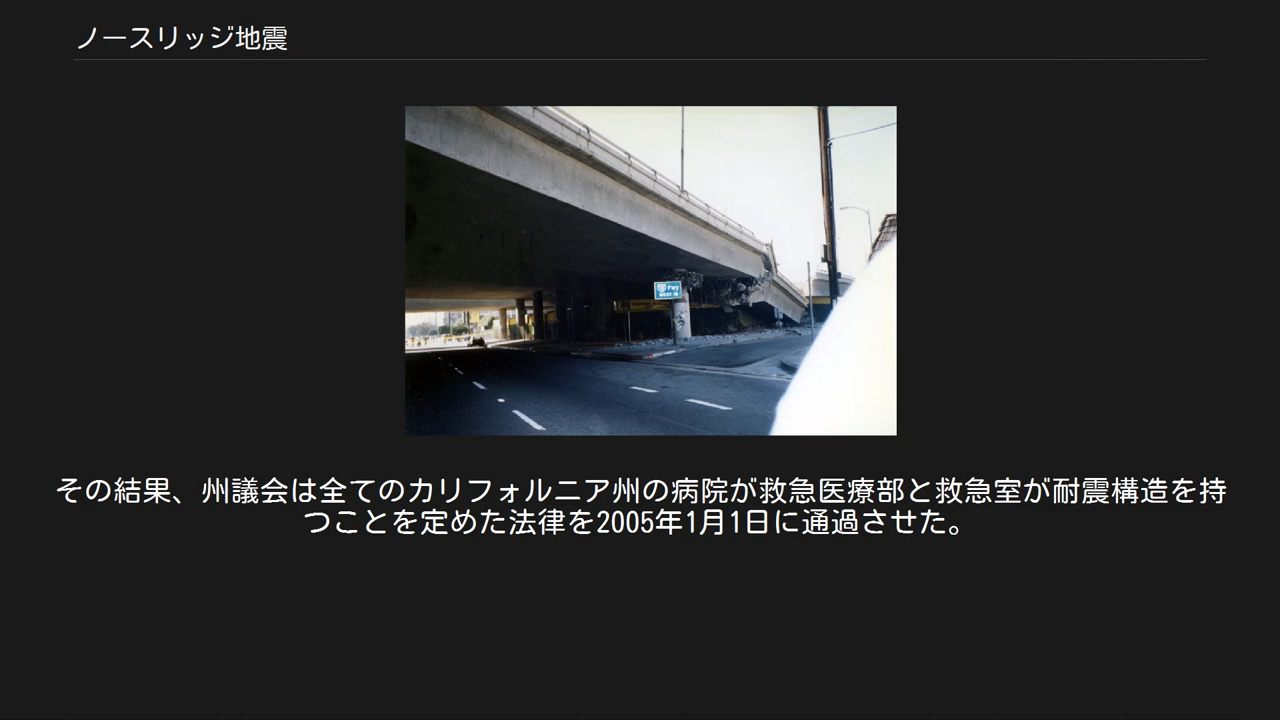 ノースリッジ地震
Fwy
その結果、州議会は全てのカリフォルニア州の病院が救急医療部と救急室が耐震構造を持
つことを定めた法律を2005年1月1日に通過させた。